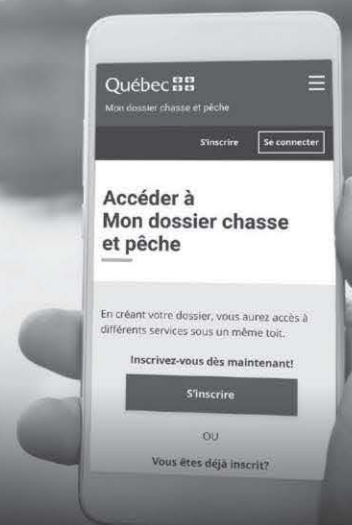 Québec
Mon dossier chasse et pêche
S'inscrire Se connecter
Accéder à
Mon dossier chasse
et pêche
En créant votre dossier, vous aurez accès à
différents services sous un même toit.
Inscrivez-vous dès maintenant!
S'inscrire
OU
Vous êtes déjà inscrit?